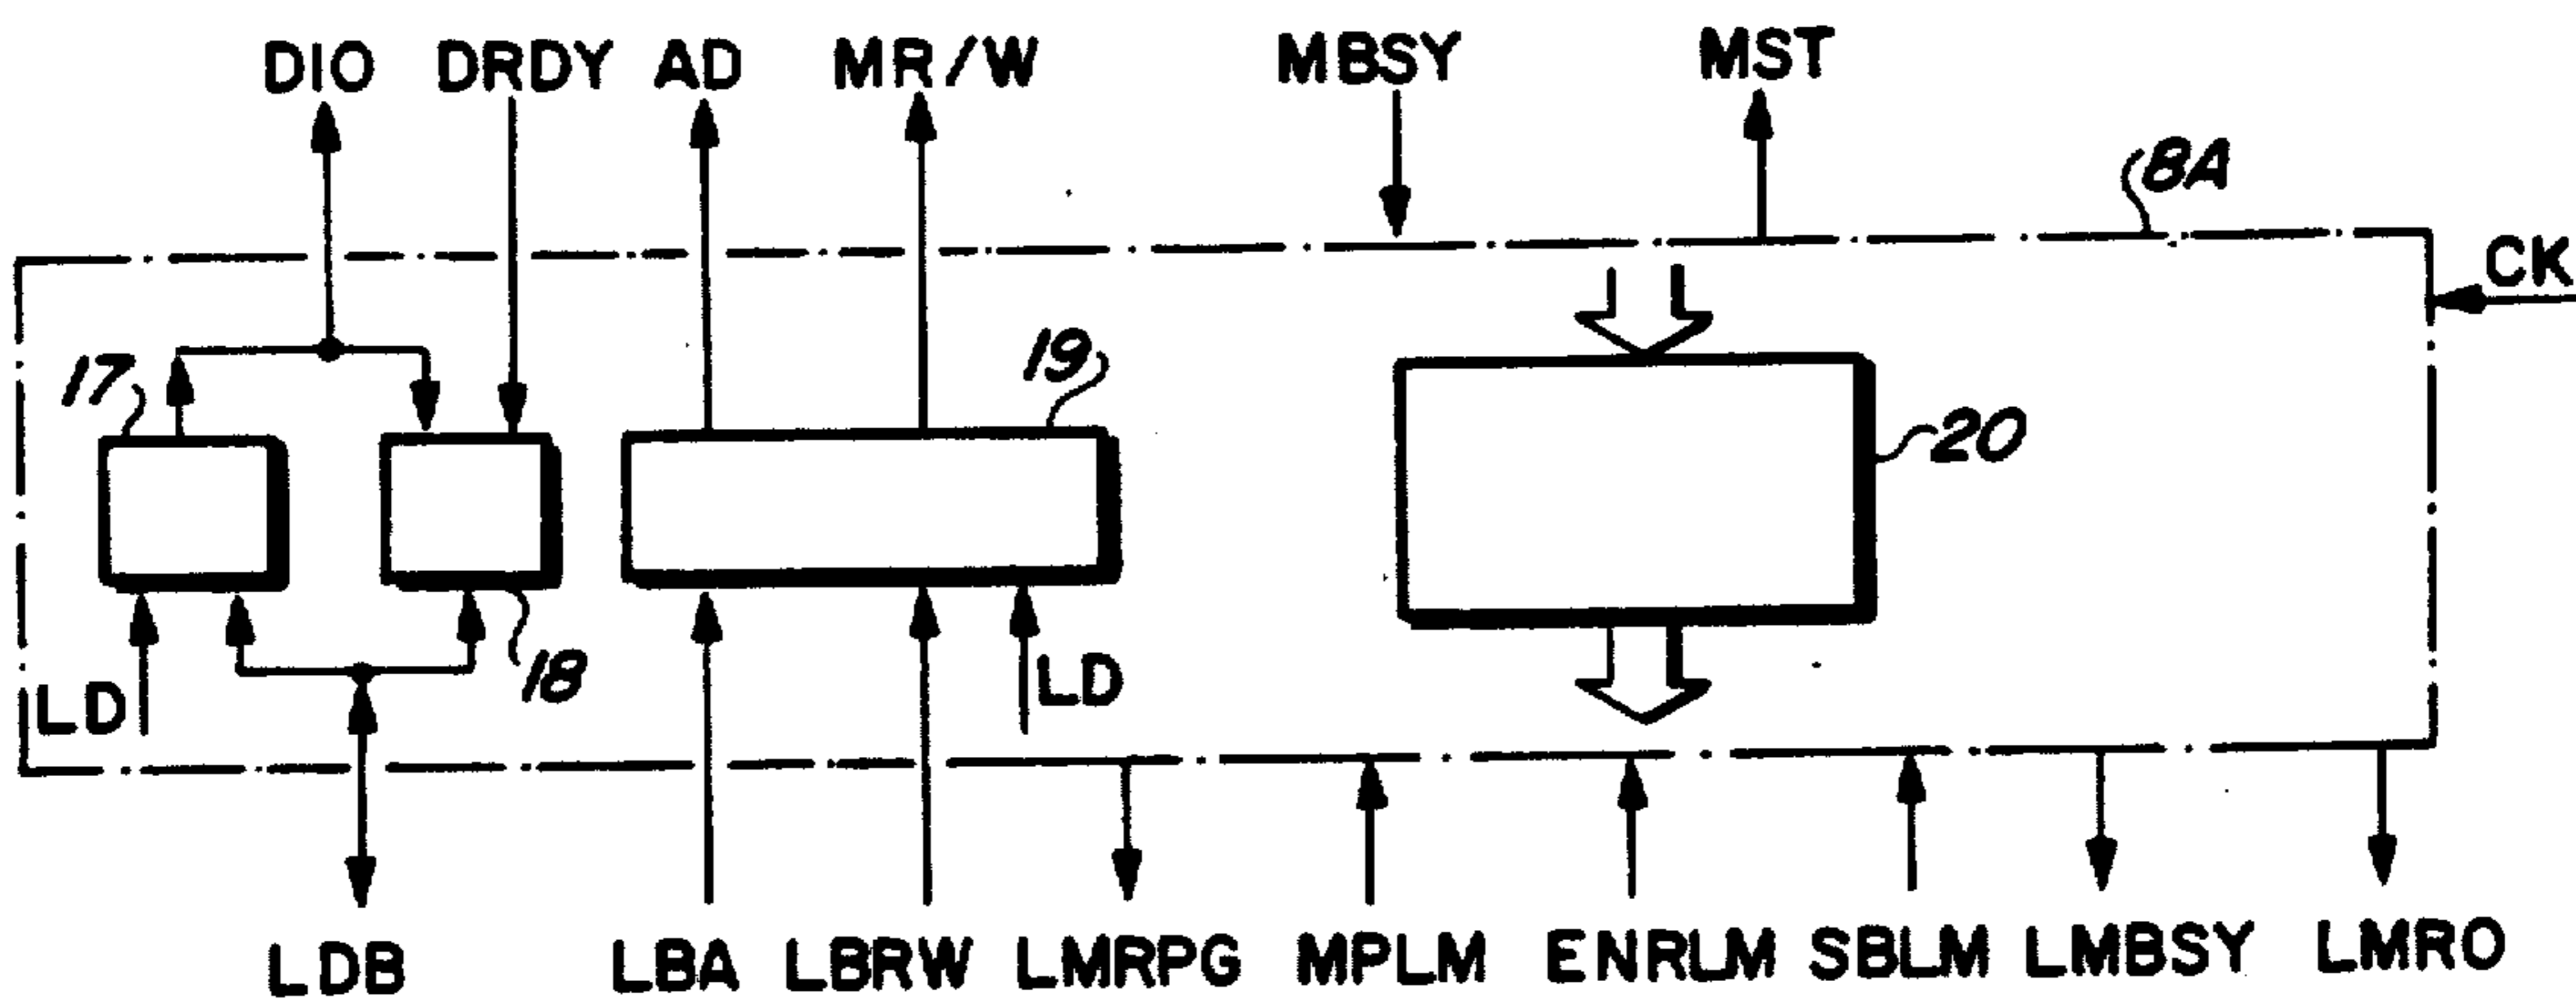 DIO DRDY AD MR/W MBSY MST
8A
CK
17
19
20
18
LD
LD
LDB LBA LBRW LMRPG MPLM ENRLM SBLM LMBSY LMRO